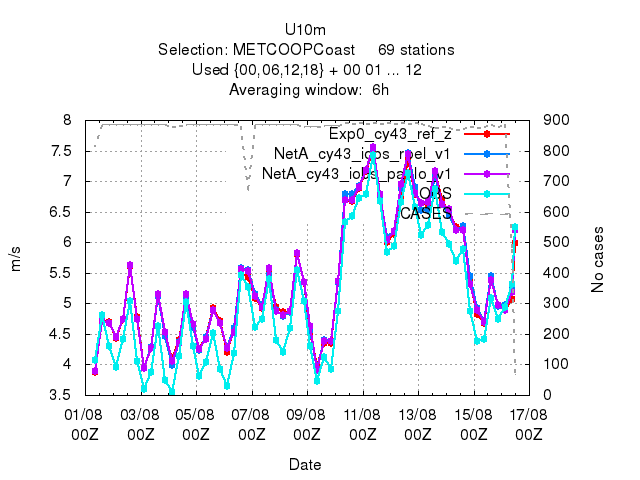 U10m
Selection: METCOOPCoast 69 stations
Used {00,06,12,18} + 00 01 ... 12
Averaging window: 6h
8 900
7.5 800
7 700
6.5 600
6 500
5.5 400
5 300
4.5 200
4 100
3.5 0
Exp0_cy43_ref_z
NetA_cy43_iobs_roel_v1
NetA_cy43_iobs_paolo_v1
OBS
CASES
m/s
No cases
01/08 03/08 05/08 07/08 09/08 11/08 13/08 15/08 17/08
00Z 00Z 00Z 00Z 00Z 00Z 00Z 00Z 00Z
Date